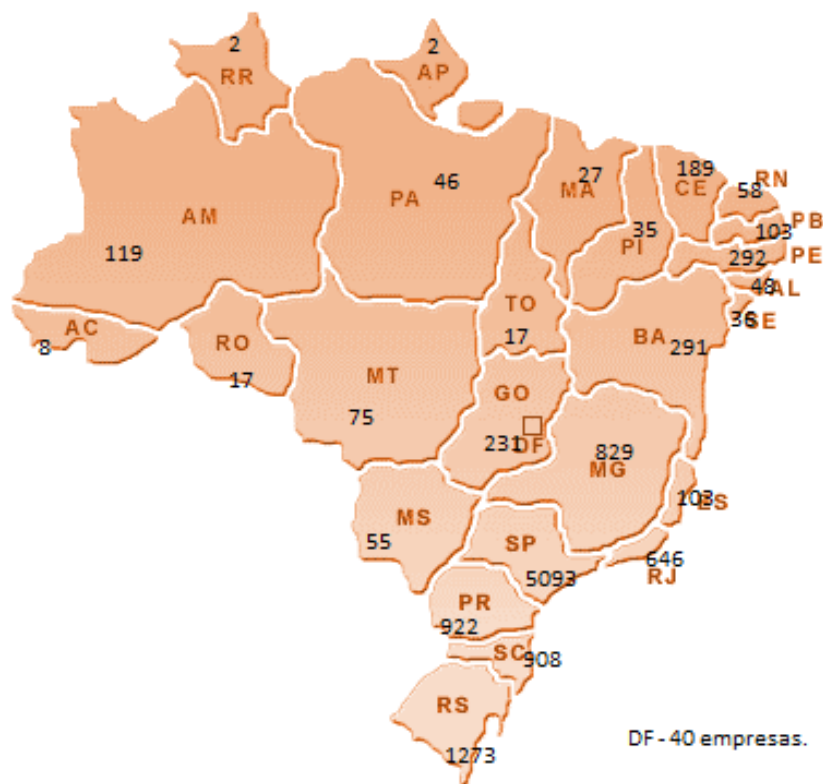 2
RR
2
AP
AM
119
PA
46
27
MA
35
PI
189
CE
RN
58
PB
103
PE
292
48
AL
36
SE
AC
8
RO
17
MT
75
TO
17
BA
291
GO
231
DF
829
MG
103
ES
MS
55
SP
5093
646
RJ
PR
922
SC
908
RS
1273
DF - 40 empresas.